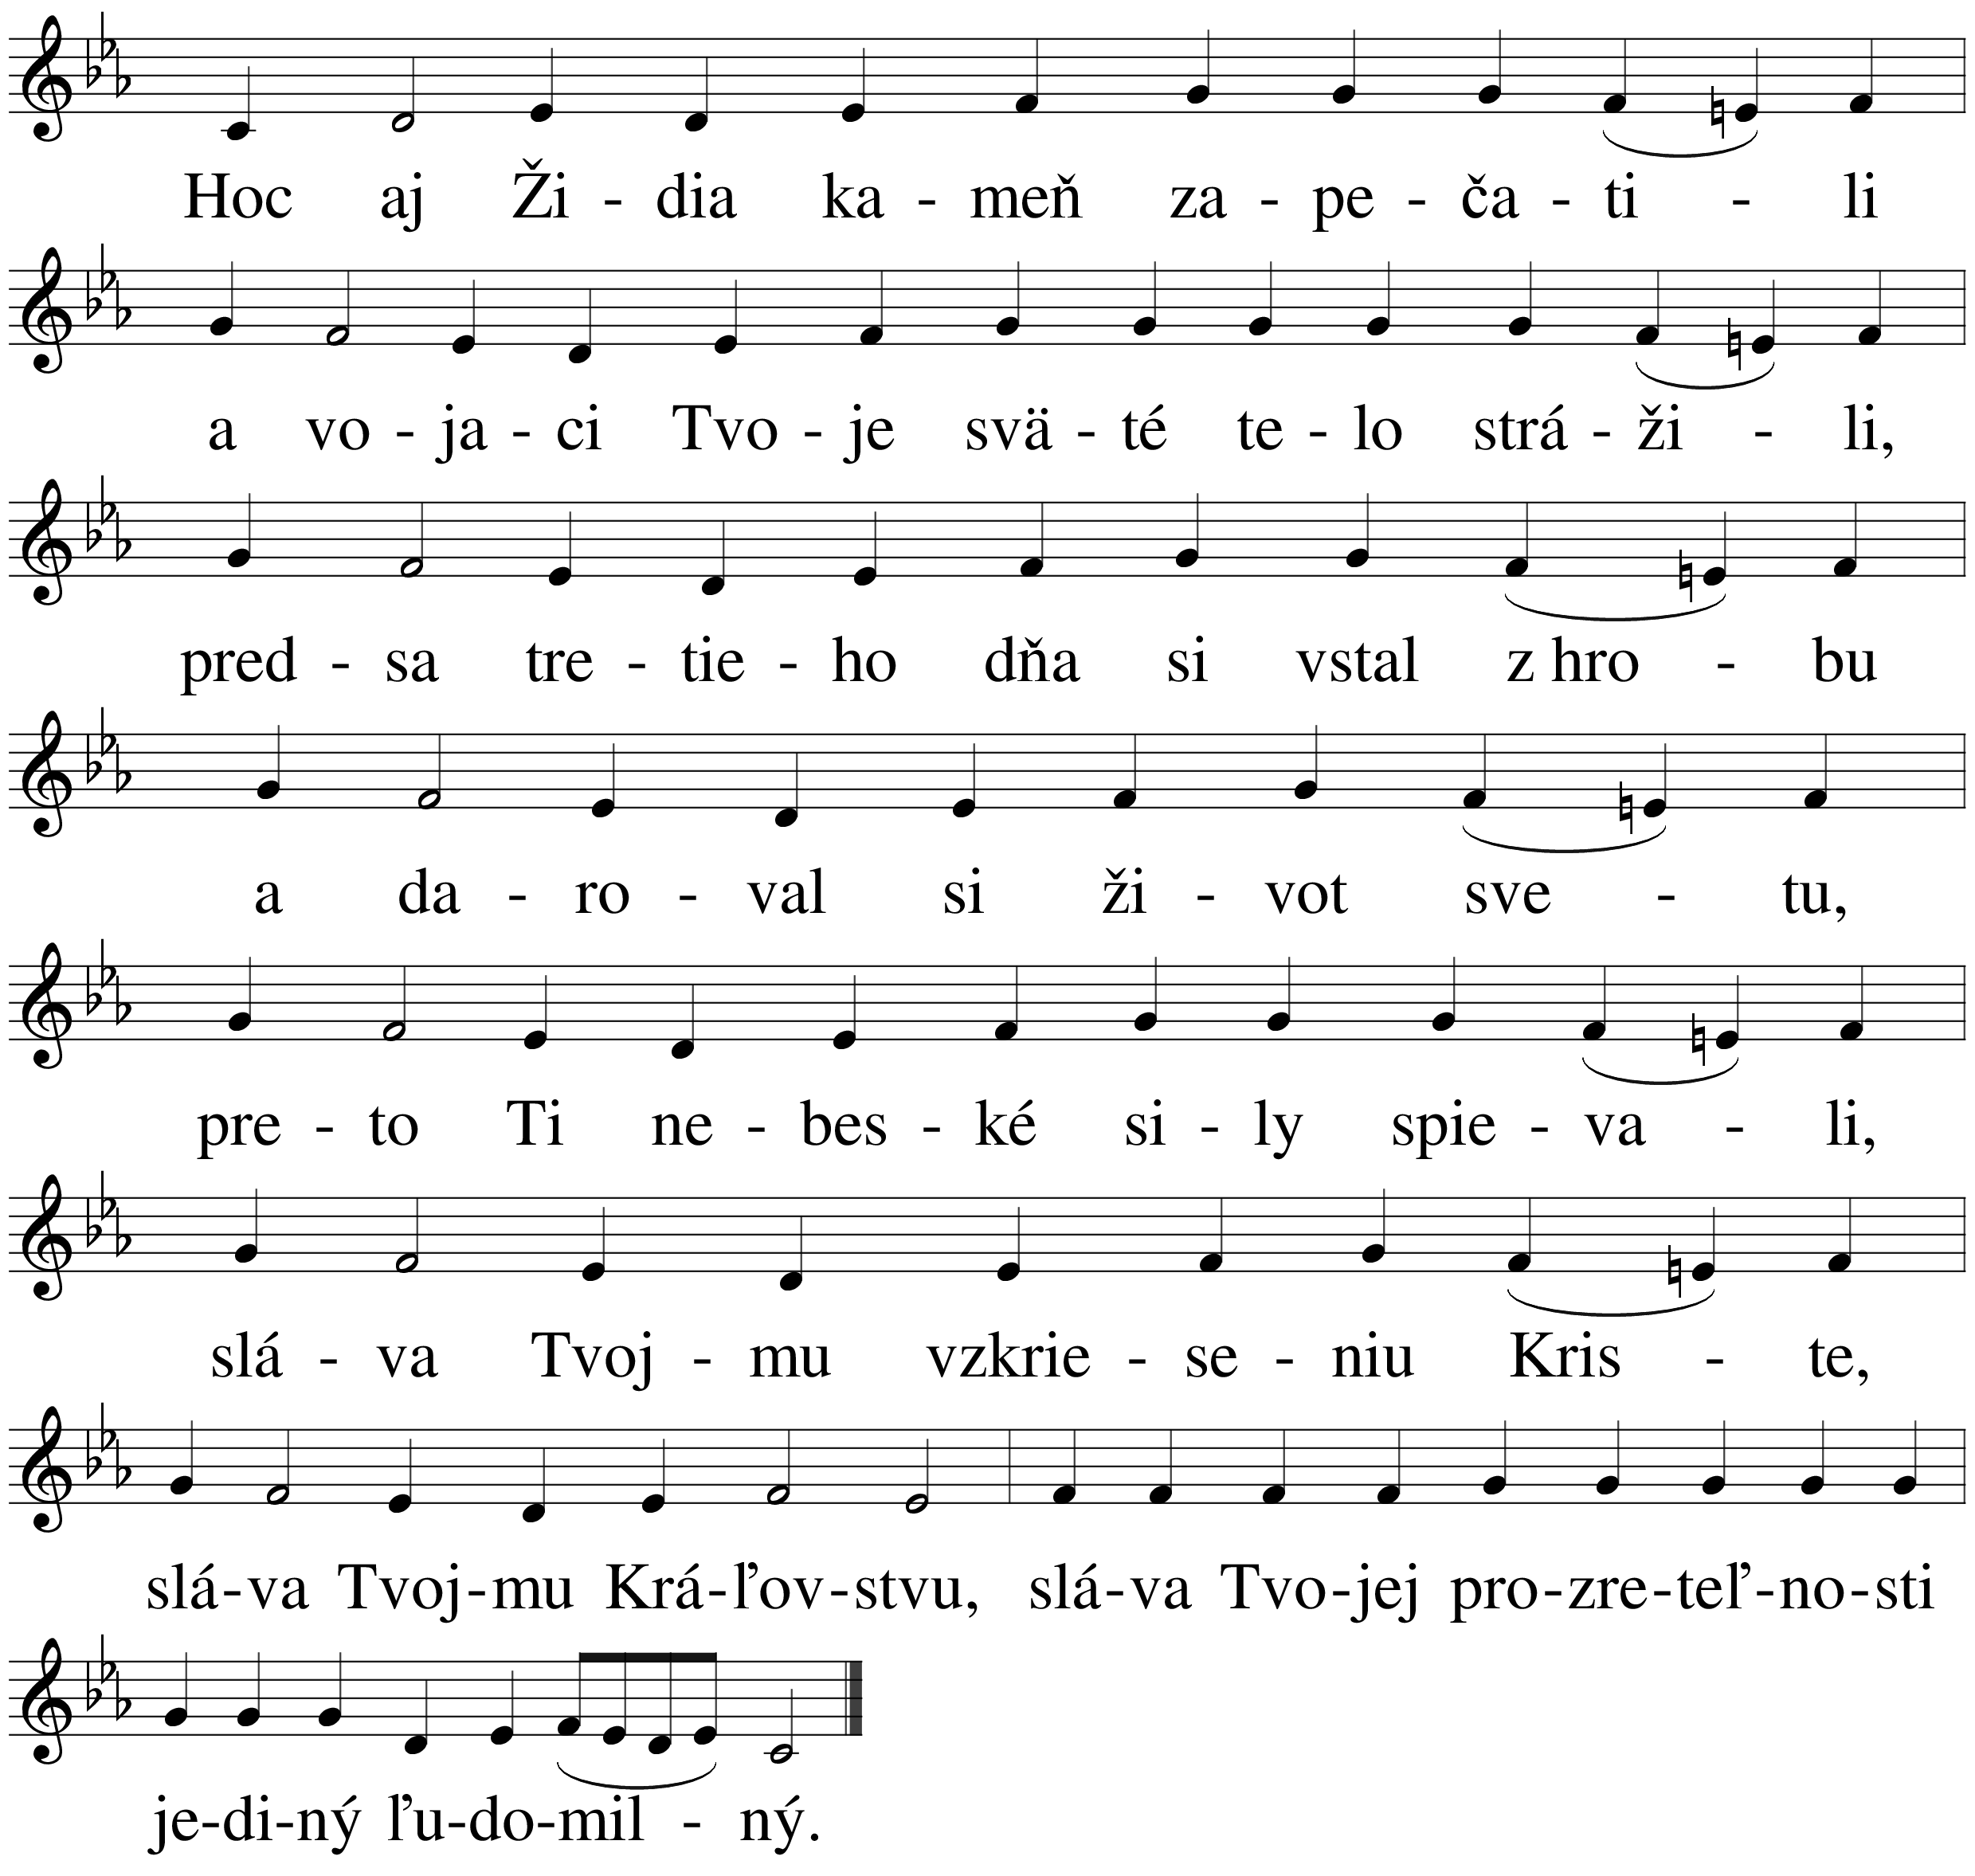 Hoc aj Ži - dia ka - meň za - pe - ča - ti - li
a vo - ja - ci Tvo - je svä - té te - lo strá - ži - li,
pred - sa tre - tie - ho dňa si vstal z hro - bu
a da - ro - val si ži - vot sve - tu,
pre - to Ti ne - bes - ké si - ly spie - va - li,
slá - va Tvoj - mu vzkrie - se - niu Kris - te,
slá-va Tvoj-mu Krá-ľov-stvu, slá-va Tvo-jej pro-zre-teľ-no-sti
je-di-ný ľu-do-mil - ný.